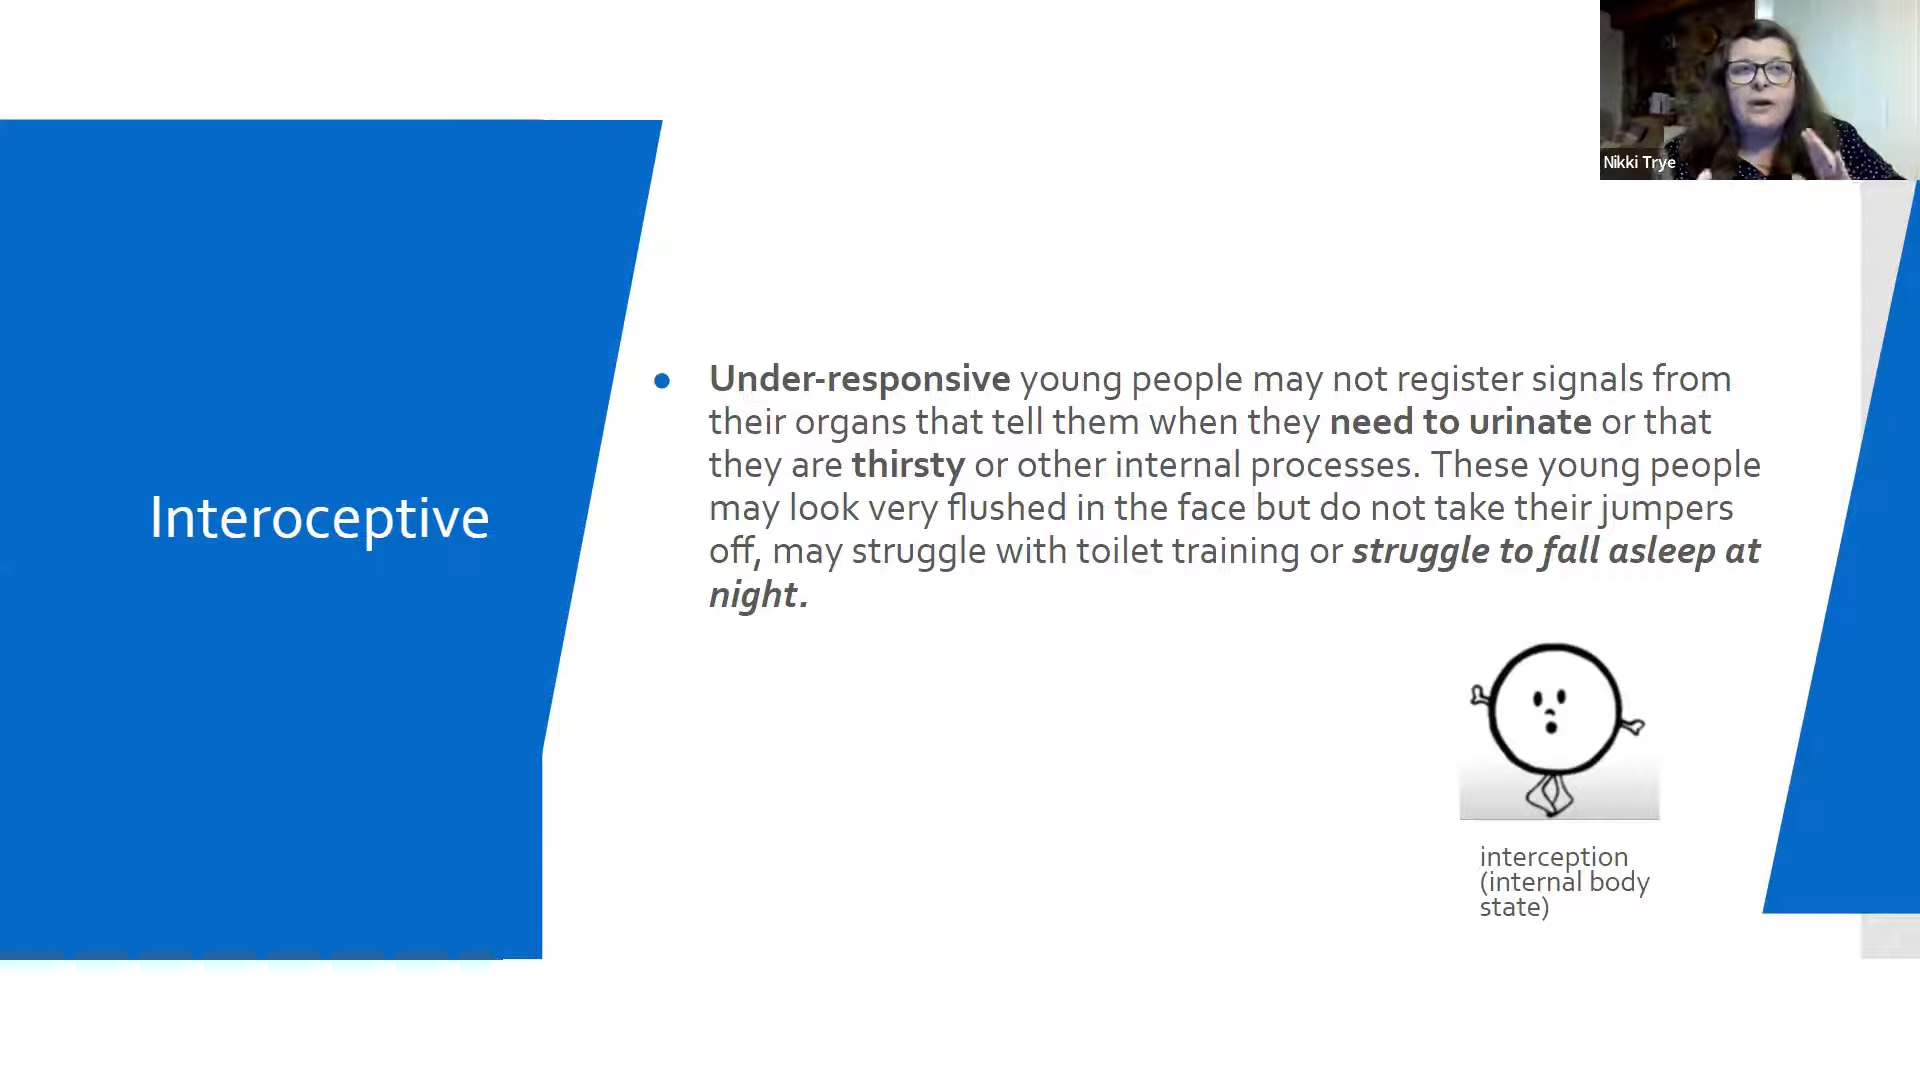 Nikki Trye
Interoceptive
• Under-responsive young people may not register signals from
their organs that tell them when they need to urinate or that
they are thirsty or other internal processes. These young people
may look very flushed in the face but do not take their jumpers
off, may struggle with toilet training or struggle to fall asleep at
night.
interception
(internal body
state)